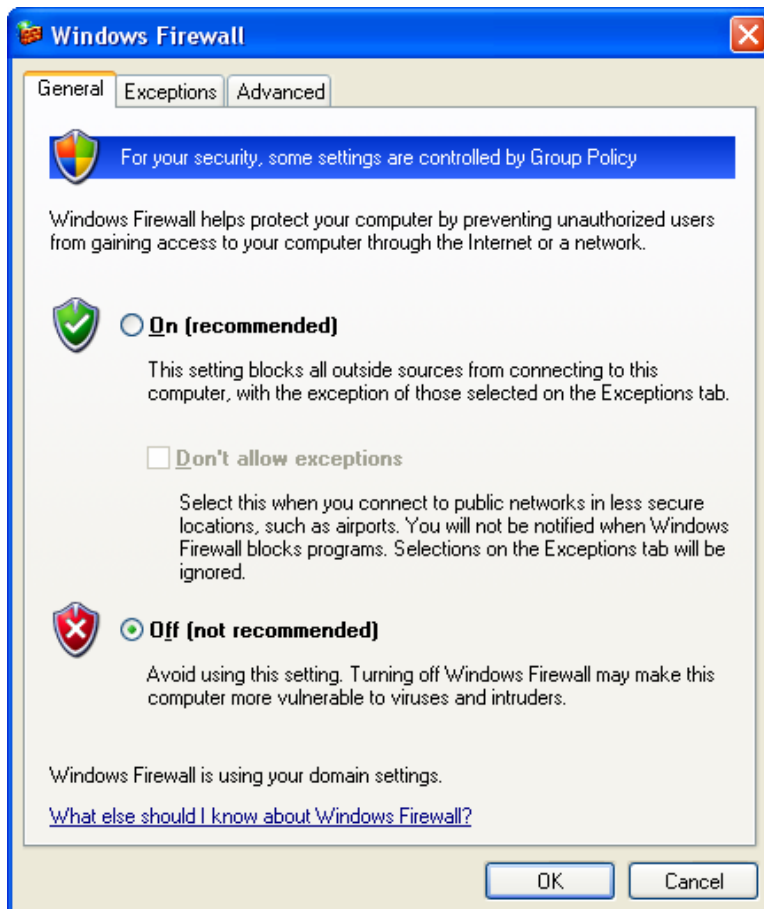 Windows Firewall
General
Exceptions
Advanced
For your security, some settings are controlled by Group Policy
Windows Firewall helps protect your computer by preventing unauthorized users
from gaining access to your computer through the Internet or a network.
On (recommended)
This setting blocks all outside sources from connecting to this
computer, with the exception of those selected on the Exceptions tab.
Don't allow exceptions
Select this when you connect to public networks in less secure
locations, such as airports. You will not be notified when Windows
Firewall blocks programs. Selections on the Exceptions tab will be
ignored.
Off (not recommended)
Avoid using this setting. Turning off Windows Firewall may make this
computer more vulnerable to viruses and intruders.
Windows Firewall is using your domain settings.
What else should I know about Windows Firewall?
OK
Cancel